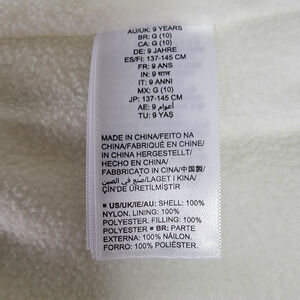 AU/UK: 9 YEARS
BR: G (10)
CA: G (10)
DE: 9 JAHRE
ES/FI: 137-145 CM
FR: 9 ANS
IN: 9 साल
MX: G (10)
JP: 137-145 CM
AE: 9 أعوام
TU: 9 YAŞ
MADE IN CHINA/FEITO NA
CHINA/FABRIQUÉ EN CHINE/
IN CHINA HERGESTELLT/
HECHO EN CHINA/
FABBRICATO IN CINA/中国製/
صنع في الصين/LAGET I KINA/
ÇİN'DE ÜRETİLMİŞTİR
■ US/UK/IE/AU: SHELL: 100%
NYLON. LINING: 100%
POLYESTER. FILLING: 100%
POLYESTER ■ BR: PARTE
EXTERNA: 100% NÁILON.
FORRO: 100% POLIÉSTER.